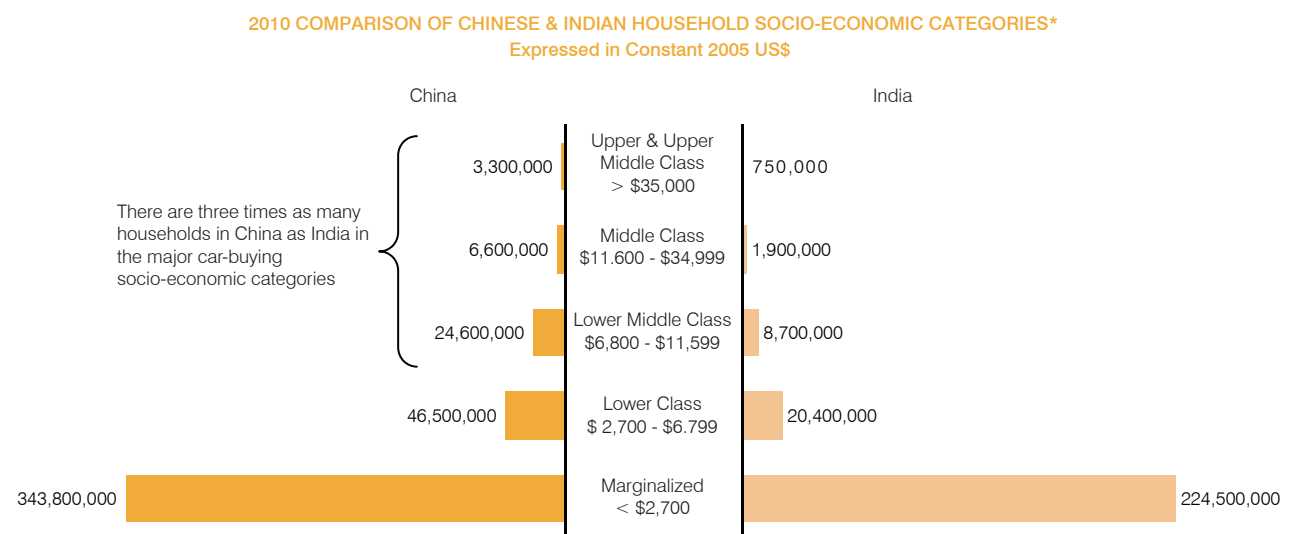 2010 COMPARISON OF CHINESE & INDIAN HOUSEHOLD SOCIO-ECONOMIC CATEGORIES*
Expressed in Constant 2005 US$
China
India
There are three times as many
households in China as India in
the major car-buying
socio-economic categories
3,300,000
Upper & Upper
Middle Class
> $35,000
750,000
6,600,000
Middle Class
$11.600 - $34,999
1,900,000
24,600,000
Lower Middle Class
$6,800 - $11,599
8,700,000
46,500,000
Lower Class
$ 2,700 - $6.799
20,400,000
343,800,000
Marginalized
< $2,700
224,500,000